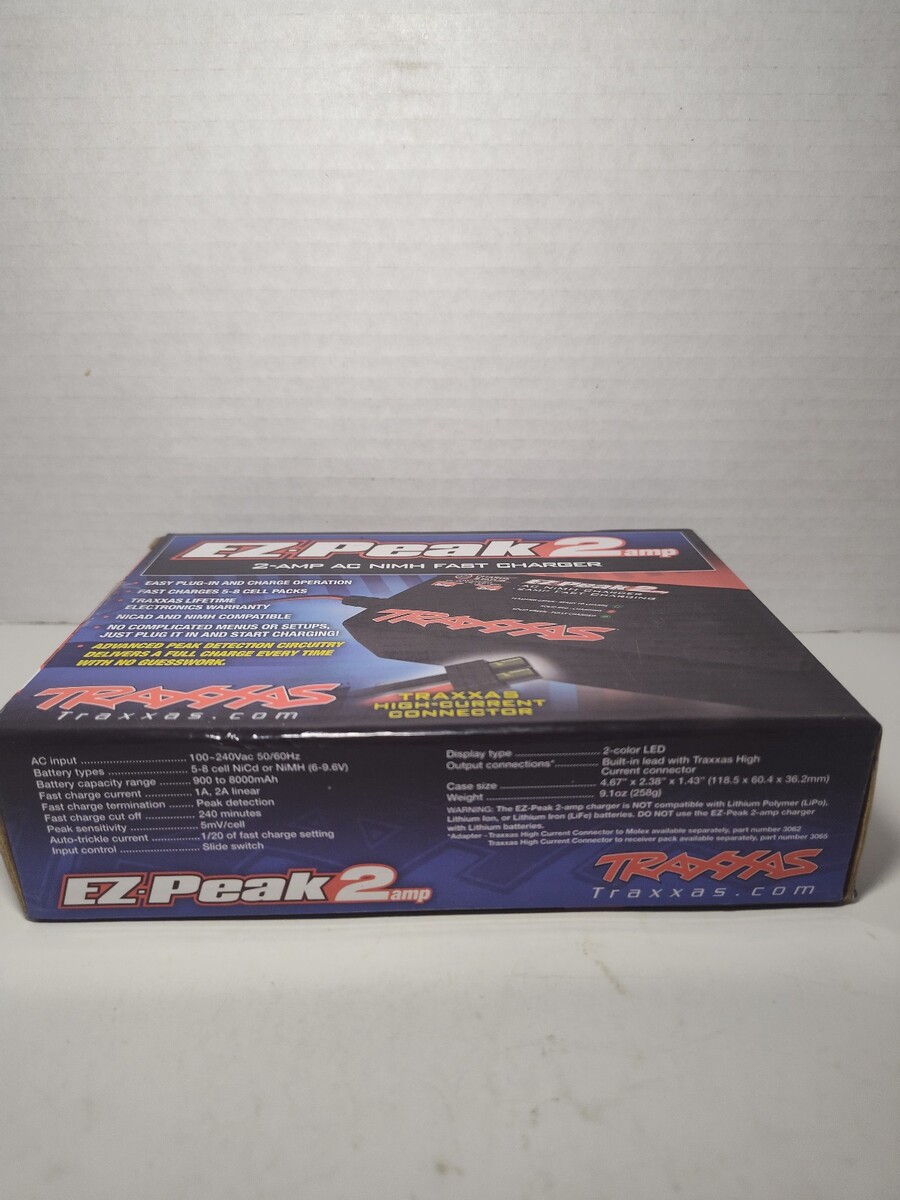 EZ-Peak 2 amp
2-AMP AC NIMH FAST CHARGER
• EASY PLUG-IN AND CHARGE OPERATION
• FAST CHARGES 5-8 CELL PACKS
• TRAXXAS LIFETIME
ELECTRONICS WARRANTY
• NICAD AND NIMH COMPATIBLE
• NO COMPLICATED MENUS OR SETUPS,
JUST PLUG IT IN AND START CHARGING!
• ADVANCED PEAK DETECTION CIRCUITRY
DELIVERS A FULL CHARGE EVERY TIME
WITH NO GUESSWORK.
TRAXXAS
Traxxas.com
EZ-Peak
AC NIMH CHARGER
2 AMP FAST CHARGING
TRAXXAS
TRAXXAS
HIGH-CURRENT
CONNECTOR
AC input ........ 100~240Vac 50/60Hz
Battery types ........ 5-8 cell NiCd or NiMH (6-9.6V)
Battery capacity range ........ 900 to 8000mAh
Fast charge current ........ 1A, 2A linear
Fast charge termination ........ Peak detection
Fast charge cut off ........ 240 minutes
Peak sensitivity ........ 5mV/cell
Auto-trickle current ........ 1/20 of fast charge setting
Input control ........ Slide switch
EZ-Peak 2 amp
Display type ........ 2-color LED
Output connections* ........ Built-in lead with Traxxas High
Current connector
Case size ........ 4.67" x 2.38" x 1.43" (118.5 x 60.4 x 36.2mm)
Weight ........ 9.1oz (258g)
WARNING: The EZ-Peak 2-amp charger is NOT compatible with Lithium Polymer (LiPo),
Lithium Ion, or Lithium Iron (LiFe) batteries. DO NOT use the EZ-Peak 2-amp charger
with Lithium batteries.
*Adapter - Traxxas High Current Connector to Molex available separately, part number 3062
Traxxas High Current Connector to receiver pack available separately, part number 3065
TRAXXAS
Traxxas.com